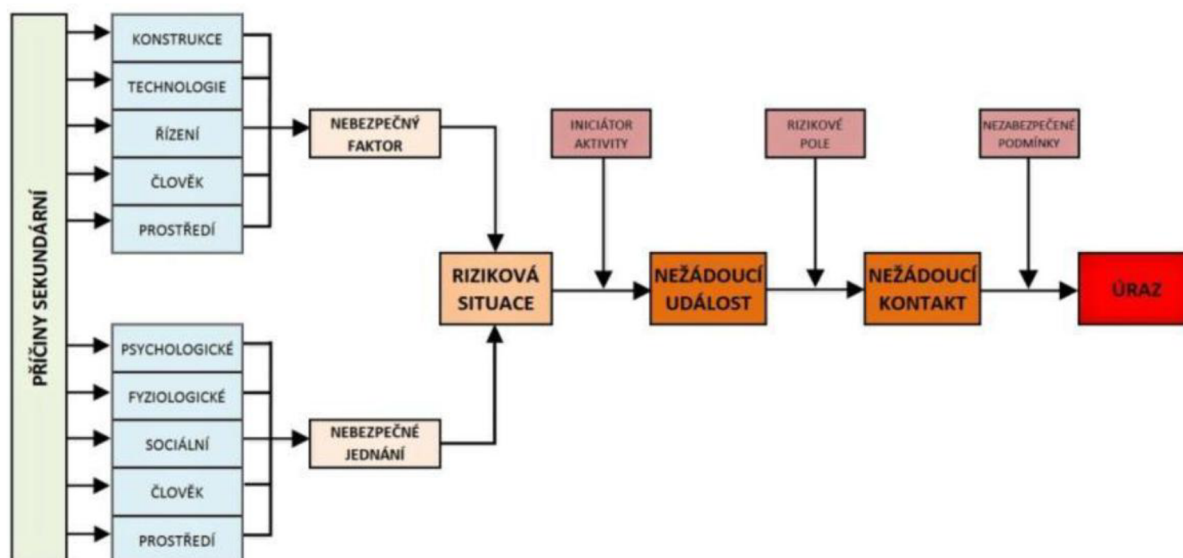 PŘÍČINY SEKUNDÁRNÍ
KONSTRUKCE
TECHNOLOGIE
ŘÍZENÍ
ČLOVĚK
PROSTŘEDÍ
PSYCHOLOGICKÉ
FYZIOLOGICKÉ
SOCIÁLNÍ
ČLOVĚK
PROSTŘEDÍ
NEBEZPEČNÝ
FAKTOR
NEBEZPEČNÉ
JEDNÁNÍ
RIZIKOVÁ
SITUACE
INICIÁTOR
AKTIVITY
NEŽÁDOUCÍ
UDÁLOST
RIZIKOVÉ
POLE
NEŽÁDOUCÍ
KONTAKT
NEZABEZPEČENÉ
PODMÍNKY
ÚRAZ